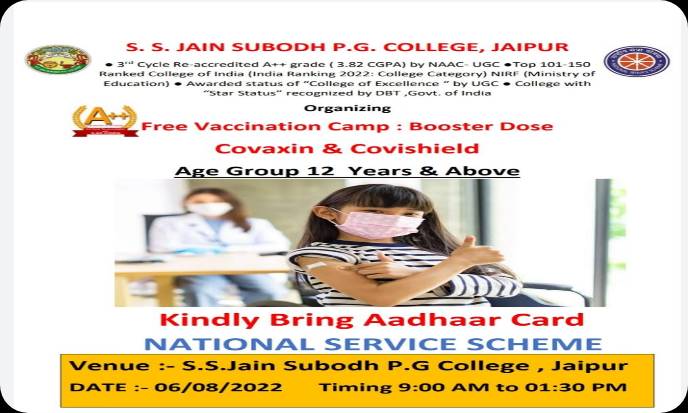 S. S. JAIN SUBODH P.G. COLLEGE, JAIPUR
● 3rd Cycle Re-accredited A++ grade ( 3.82 CGPA) by NAAC- UGC ●Top 101-150
Ranked College of India (India Ranking 2022: College Category) NIRF (Ministry of
Education) ● Awarded status of “College of Excellence “ by UGC ● College with
“Star Status” recognized by DBT ,Govt. of India
Organizing
A++
Free Vaccination Camp : Booster Dose
Covaxin & Covishield
Age Group 12 Years & Above
Kindly Bring Aadhaar Card
NATIONAL SERVICE SCHEME
Venue :- S.S.Jain Subodh P.G College , Jaipur
DATE :- 06/08/2022 Timing 9:00 AM to 01:30 PM